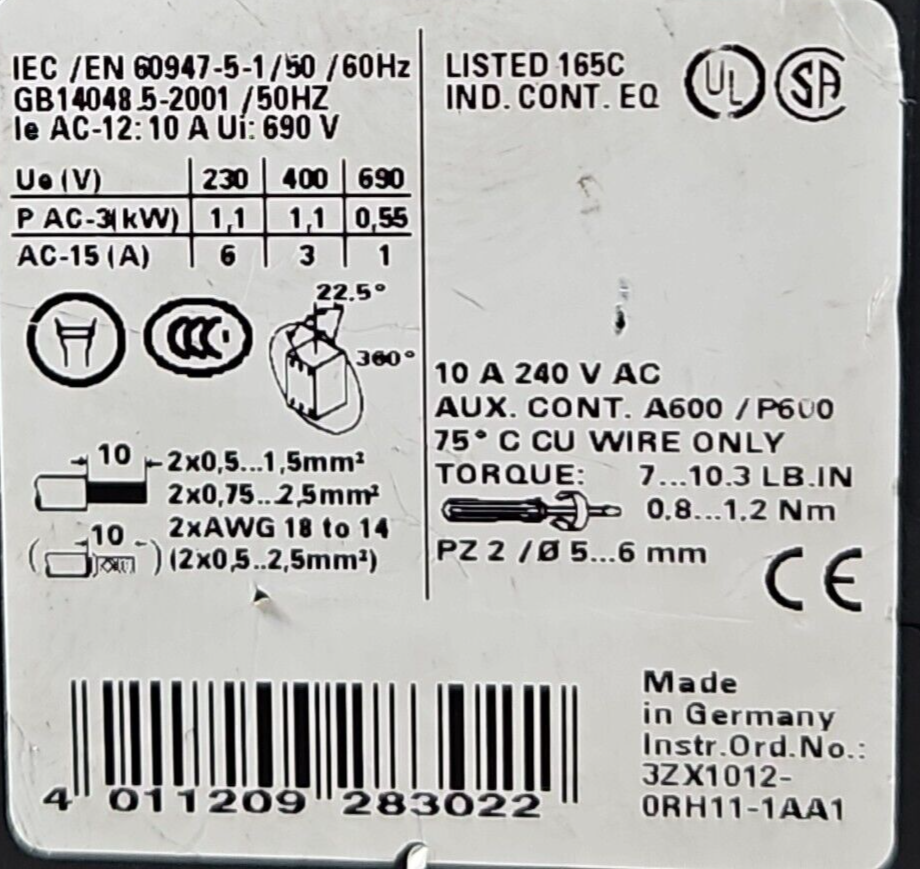 IEC /EN 60947-5-1/50 /60Hz
GB14048.5-2001 /50HZ
Ie AC-12: 10 A Ui: 690 V
Ue (V) 230 400 690
P AC-3(kW) 1,1 1,1 0,55
AC-15 (A) 6 3 1
CCC
22.5°
360°
10 2x0,5...1,5mm²
2x0,75...2,5mm²
2xAWG 18 to 14
(10) (2x0,5..2,5mm²)
LISTED 165C
IND. CONT. EQ
UL SA
10 A 240 V AC
AUX. CONT. A600 / P600
75° C CU WIRE ONLY
TORQUE: 7...10.3 LB.IN
0.8...1.2 Nm
PZ 2 / Ø 5...6 mm
CE
4 011209 283022
Made
in Germany
Instr.Ord.No.:
3ZX1012-
0RH11-1AA1